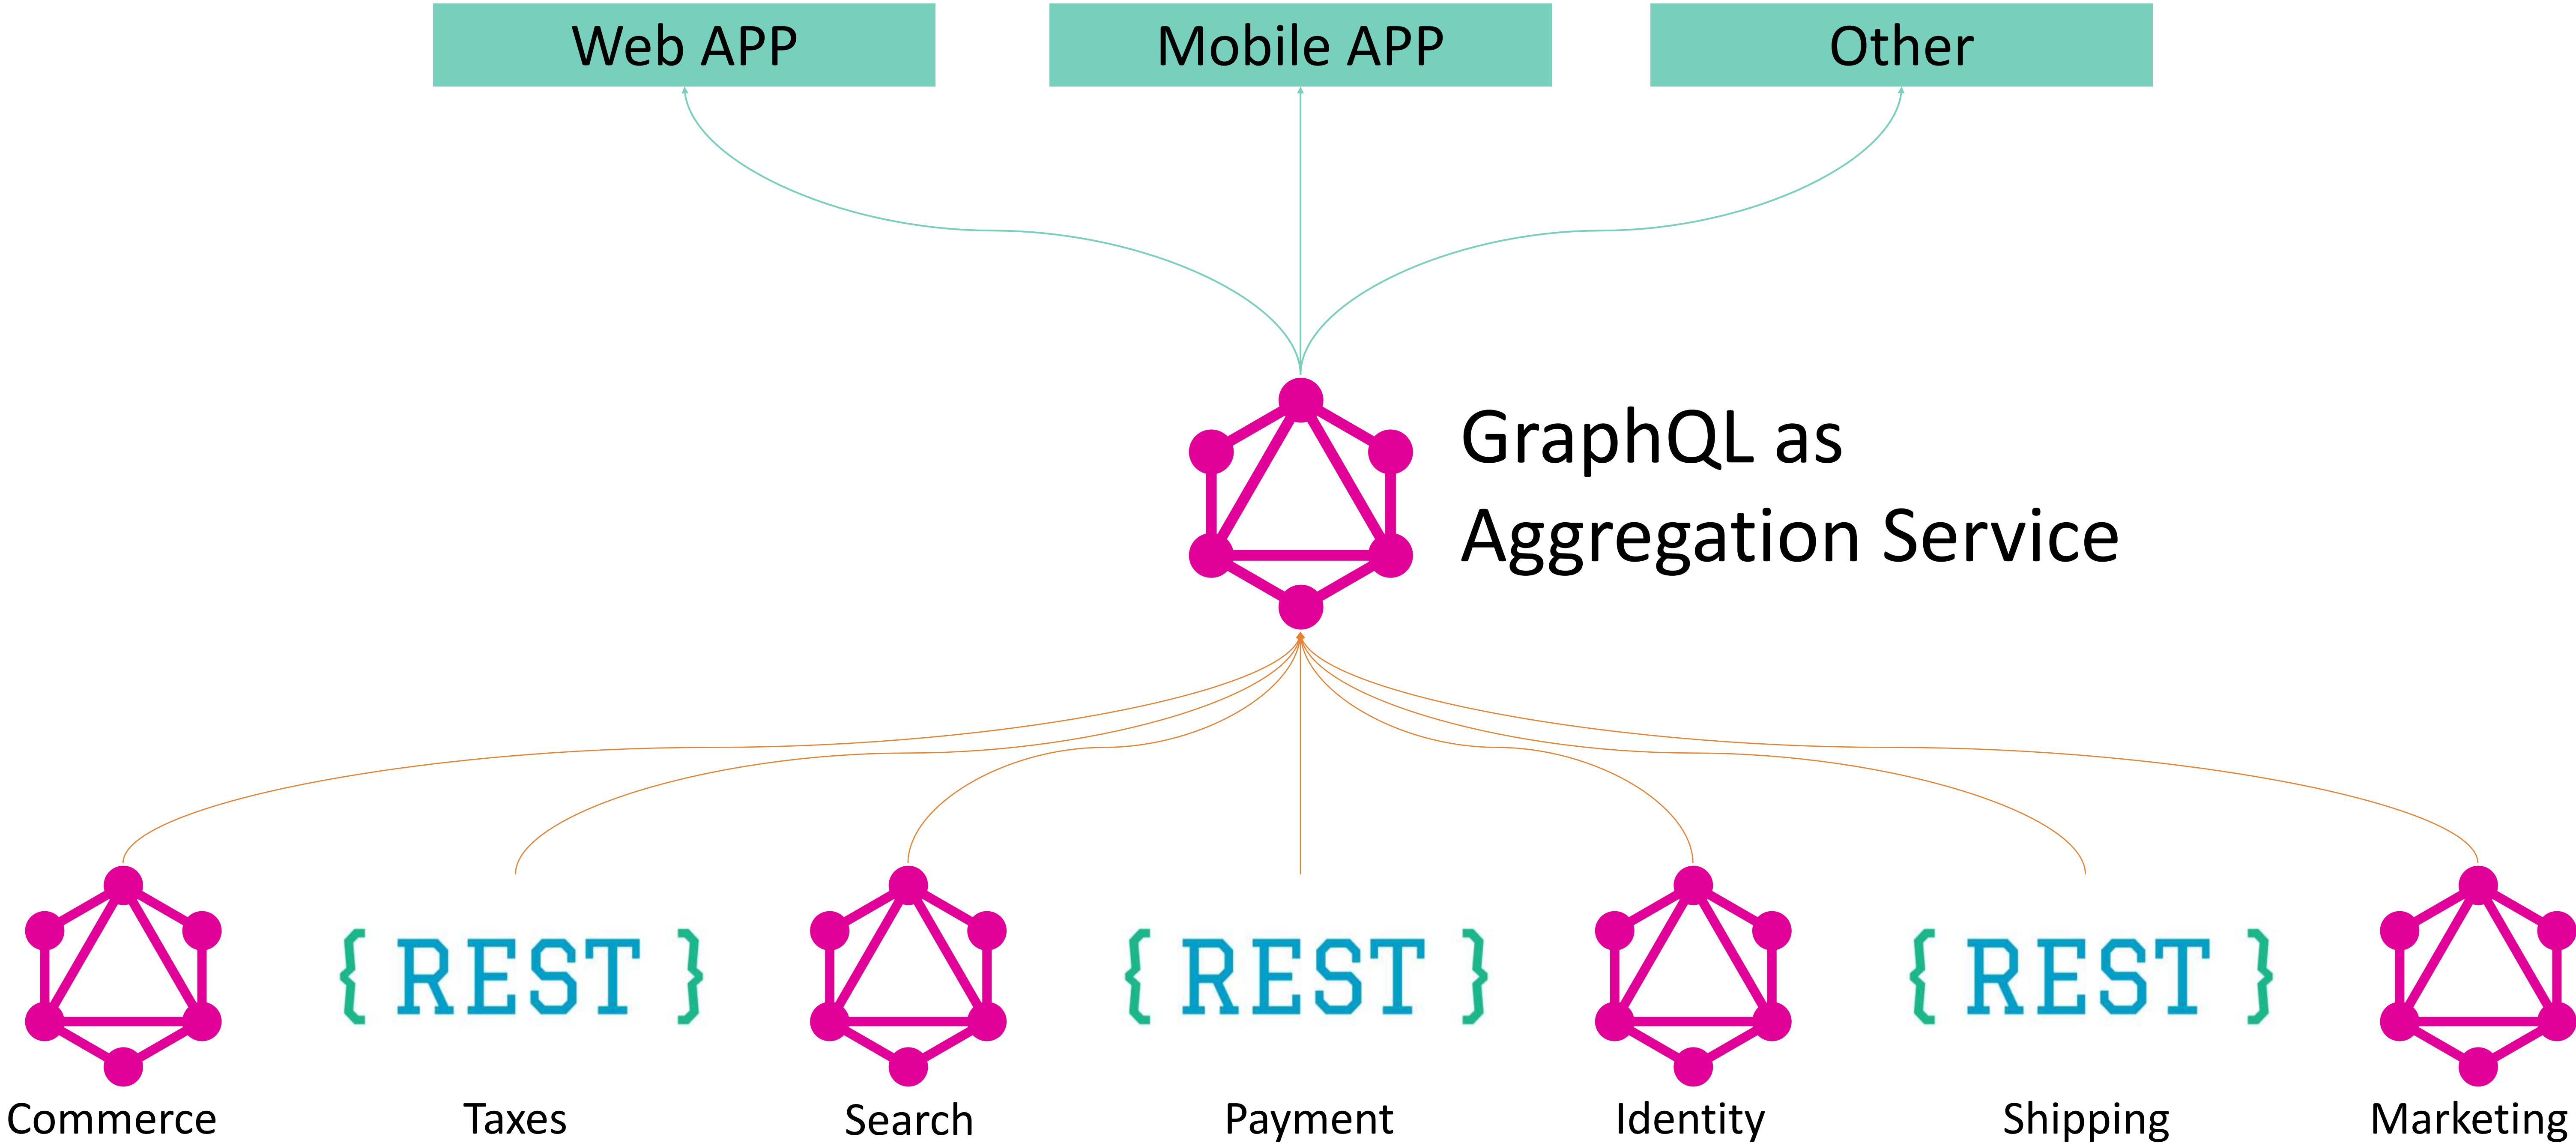 Web APP
Mobile APP
Other
GraphQL as
Aggregation Service
{ REST }
{ REST }
{ REST }
Commerce
Taxes
Search
Payment
Identity
Shipping
Marketing